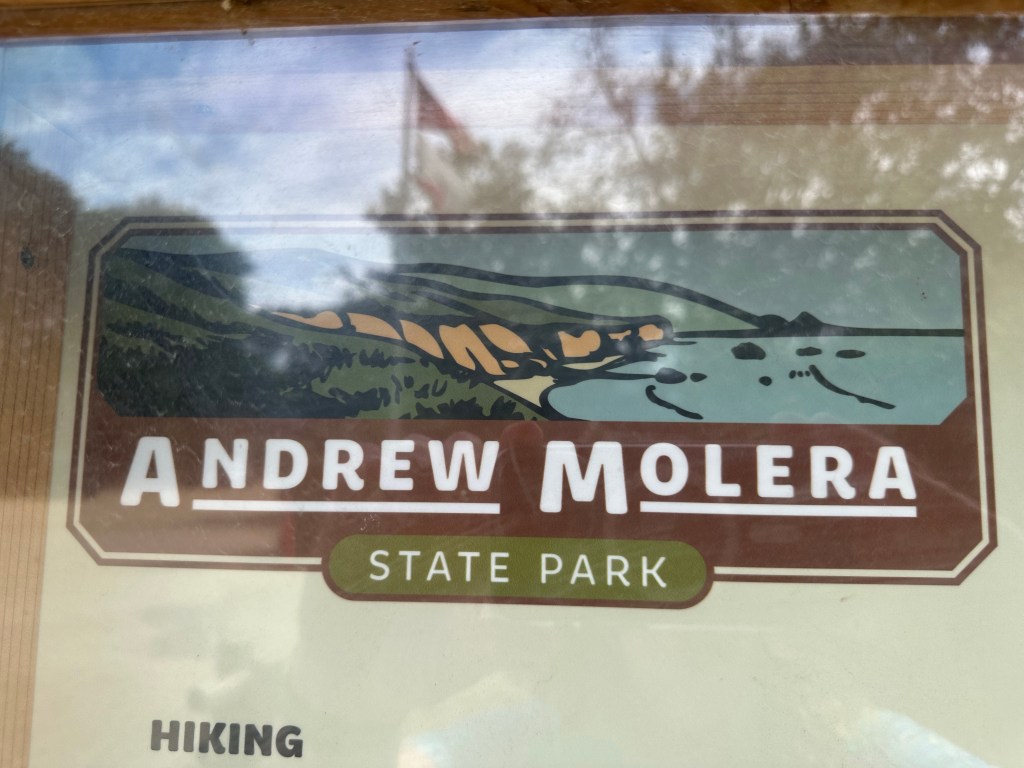 ANDREW MOLERA
STATE PARK
HIKING